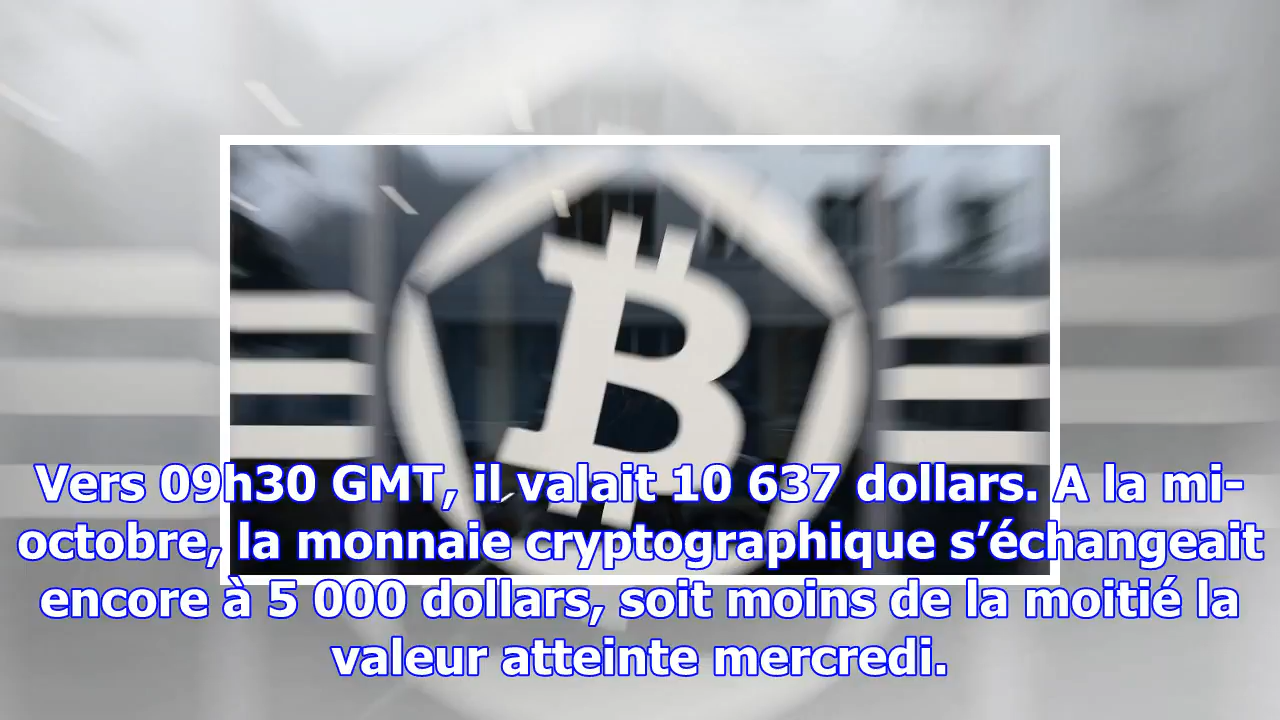 Vers 09h30 GMT, il valait 10 637 dollars. A la mi-
octobre, la monnaie cryptographique s’échangeait
encore à 5 000 dollars, soit moins de la moitié la
valeur atteinte mercredi.